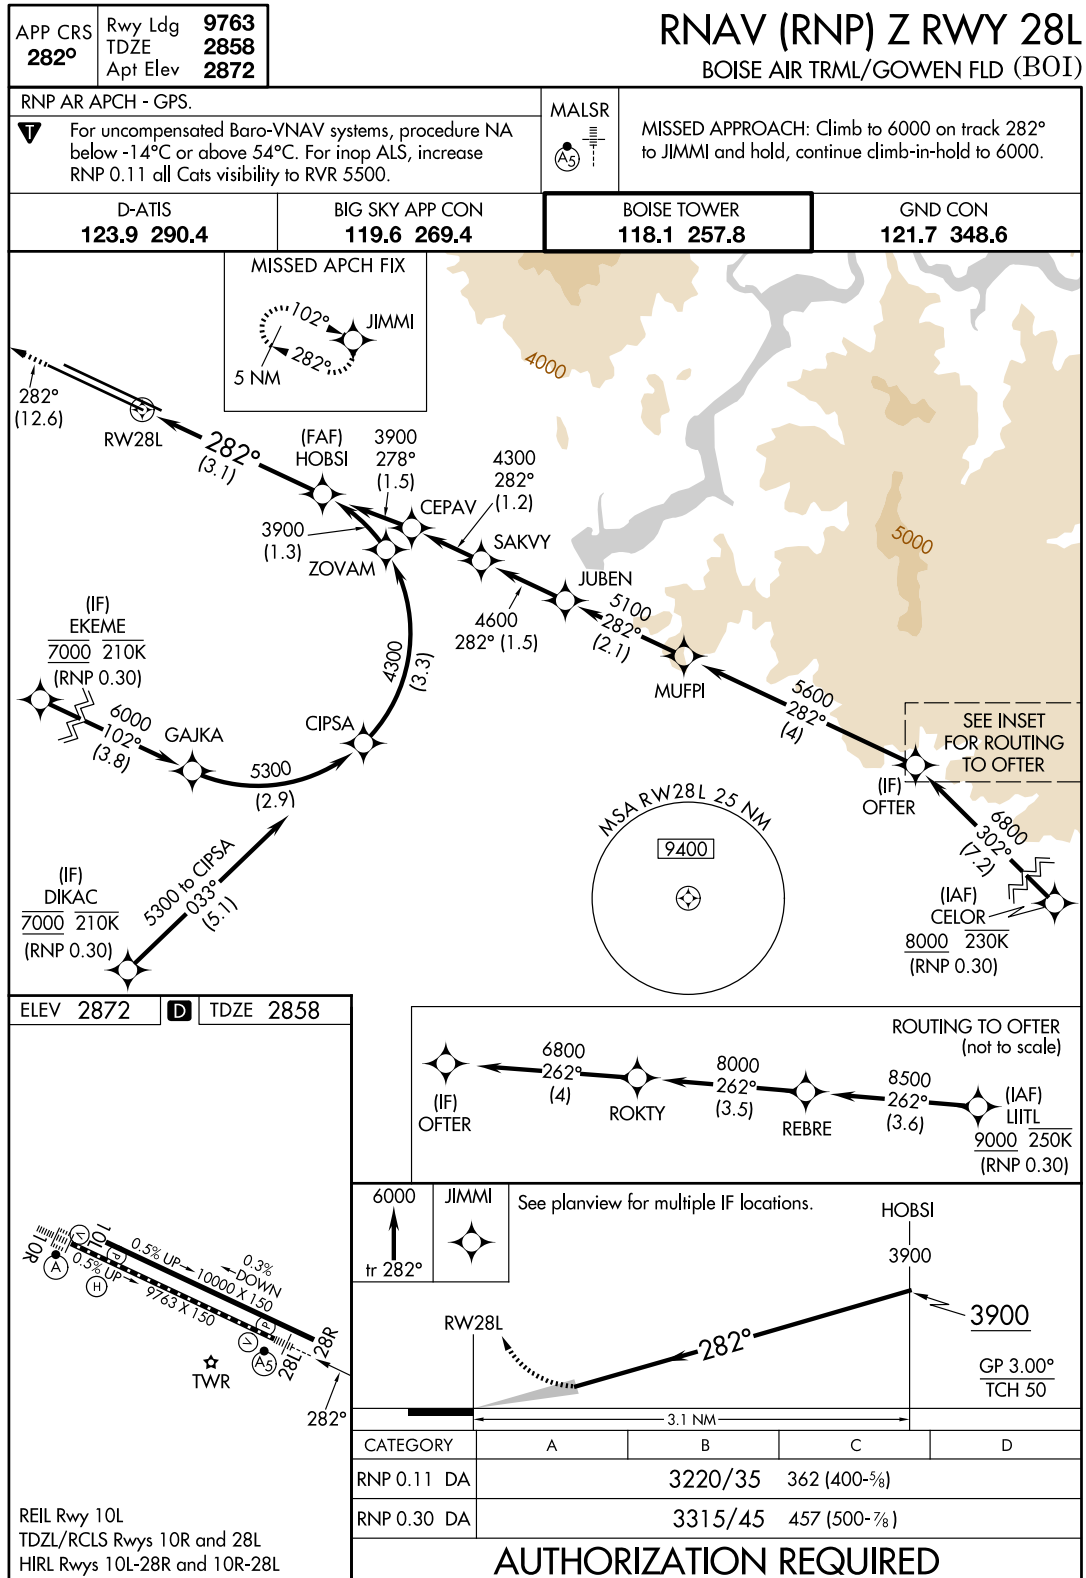 APP CRS
282°
Rwy Ldg 9763
TDZE 2858
Apt Elev 2872
RNAV (RNP) Z RWY 28L
BOISE AIR TRML/GOWEN FLD (BOI)
RNP AR APCH - GPS.
T
For uncompensated Baro-VNAV systems, procedure NA
below -14°C or above 54°C. For inop ALS, increase
RNP 0.11 all Cats visibility to RVR 5500.
MALSR
A5
MISSED APPROACH: Climb to 6000 on track 282°
to JIMMI and hold, continue climb-in-hold to 6000.
D-ATIS
123.9 290.4
BIG SKY APP CON
119.6 269.4
BOISE TOWER
118.1 257.8
GND CON
121.7 348.6
MISSED APCH FIX
102°
JIMMI
282°
5 NM
4000
282°
(12.6)
RW28L
282°
(3.1)
(FAF)
HOBSI
3900
278°
(1.5)
4300
282°
(1.2)
CEPAV
3900
(1.3)
ZOVAM
SAKVY
5000
JUBEN
4600
282° (1.5)
5100
282°
(2.1)
MUFPI
(IF)
EKEME
7000 210K
(RNP 0.30)
4300
(3.3)
6000
102°
(3.8)
GAJKA
CIPSA
5300
(2.9)
5600
282°
(4)
SEE INSET
FOR ROUTING
TO OFTER
(IF)
OFTER
MSA RW28L 25 NM
9400
6800
302°
(7.2)
(IF)
DIKAC
7000 210K
(RNP 0.30)
5300 to CIPSA
033°
(5.1)
(IAF)
CELOR
8000 230K
(RNP 0.30)
ELEV 2872
D
TDZE 2858
ROUTING TO OFTER
(not to scale)
6800
262°
(4)
8000
262°
(3.5)
8500
262°
(3.6)
(IF)
OFTER
ROKTY
REBRE
(IAF)
LIITL
9000 250K
(RNP 0.30)
6000
tr 282°
JIMMI
See planview for multiple IF locations.
HOBSI
3900
3900
RW28L
282°
GP 3.00°
TCH 50
3.1 NM
10R
10L
V
P
A
H
0.5% UP
0.5% UP
0.3%
DOWN
10000 X 150
9763 X 150
P
V
A5
28L
28R
TWR
282°
CATEGORY A B C D
RNP 0.11 DA 3220/35 362 (400-⅝)
RNP 0.30 DA 3315/45 457 (500-⅞)
REIL Rwy 10L
TDZL/RCLS Rwys 10R and 28L
HIRL Rwys 10L-28R and 10R-28L
AUTHORIZATION REQUIRED